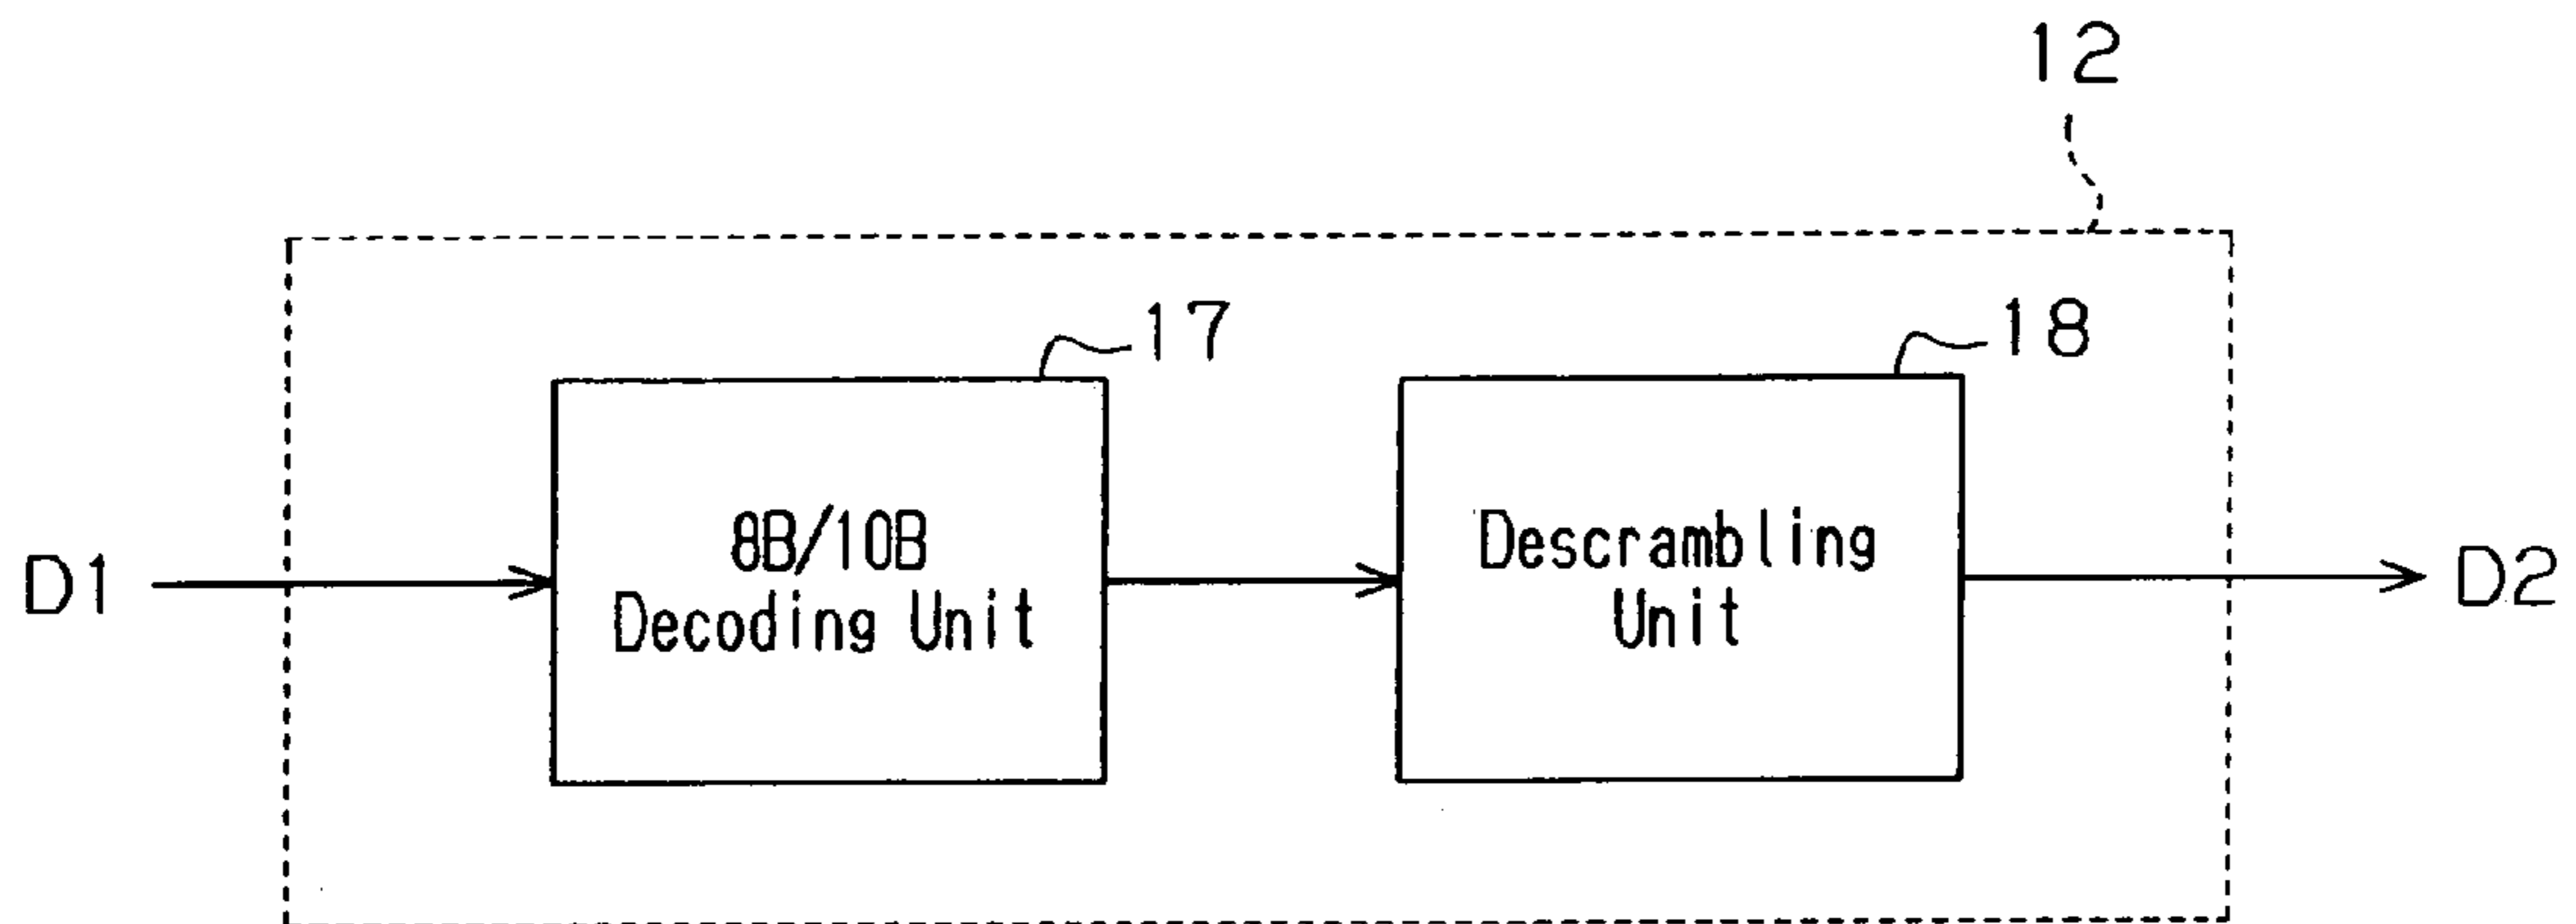 12
17
18
8B/10B
Decoding Unit
Descrambling
Unit
D1
D2